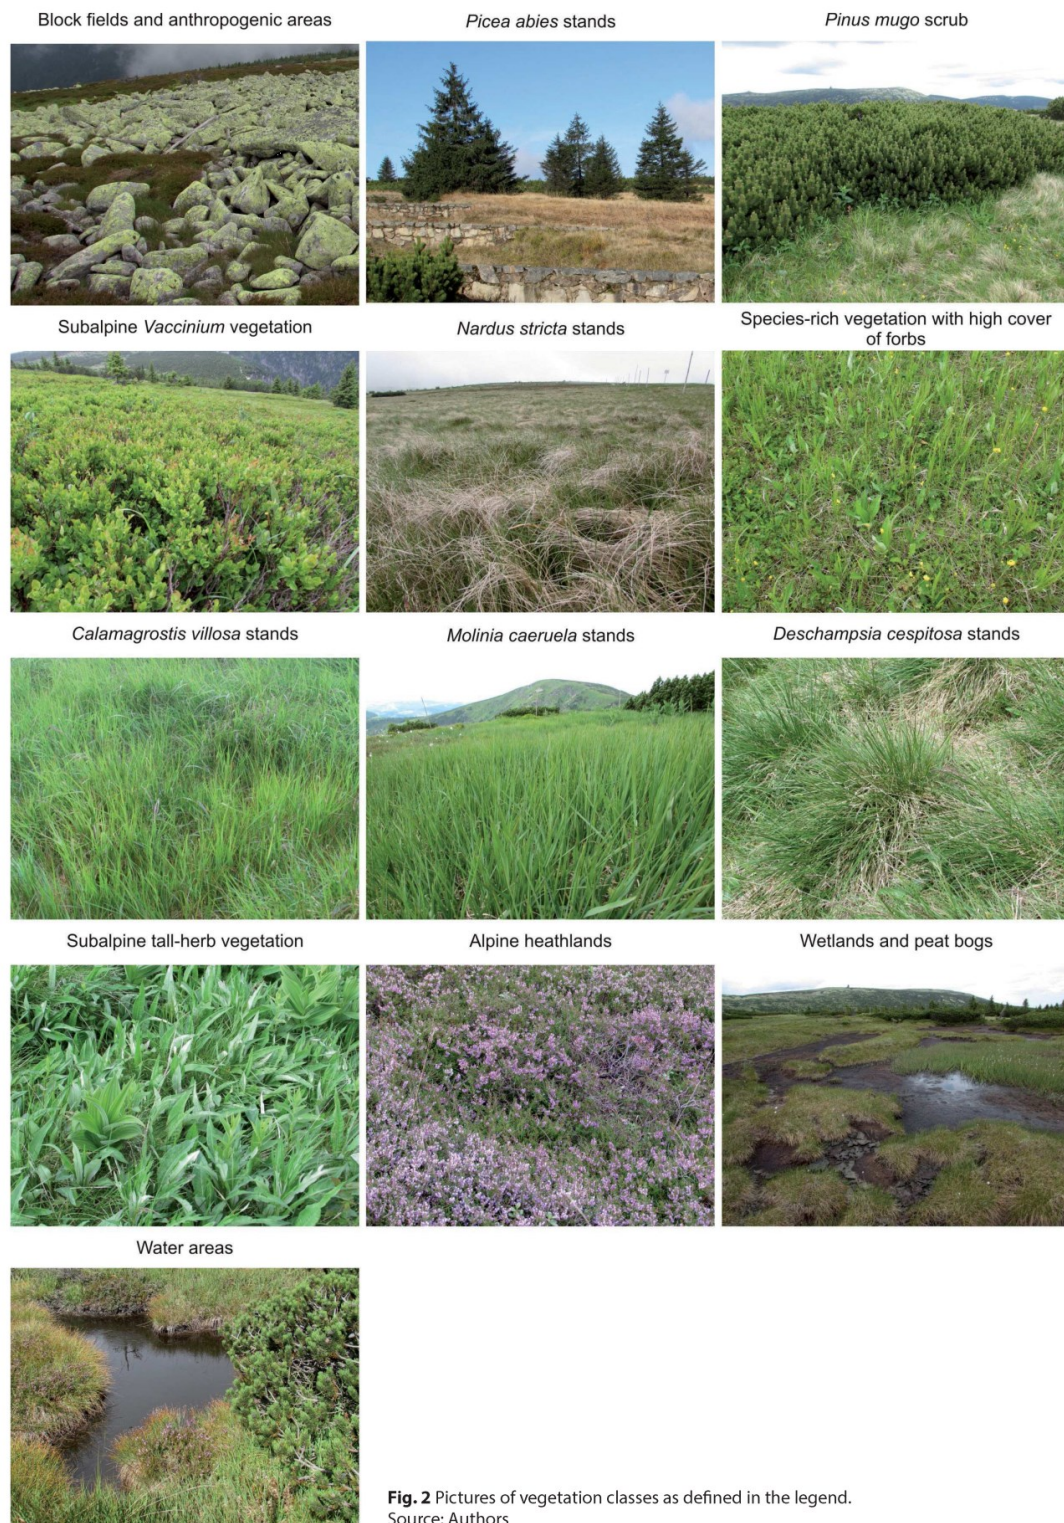 Block fields and anthropogenic areas
Picea abies stands
Pinus mugo scrub
Subalpine Vaccinium vegetation
Nardus stricta stands
Species-rich vegetation with high cover
of forbs
Calamagrostis villosa stands
Molinia caeruela stands
Deschampsia cespitosa stands
Subalpine tall-herb vegetation
Alpine heathlands
Wetlands and peat bogs
Water areas
Fig. 2 Pictures of vegetation classes as defined in the legend.
Source: Authors